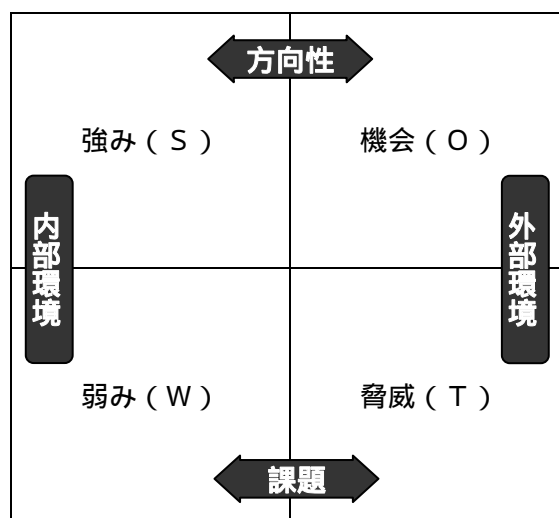 方向性
強み（Ｓ）
機会（Ｏ）
内部環境
外部環境
弱み（Ｗ）
脅威（Ｔ）
課題